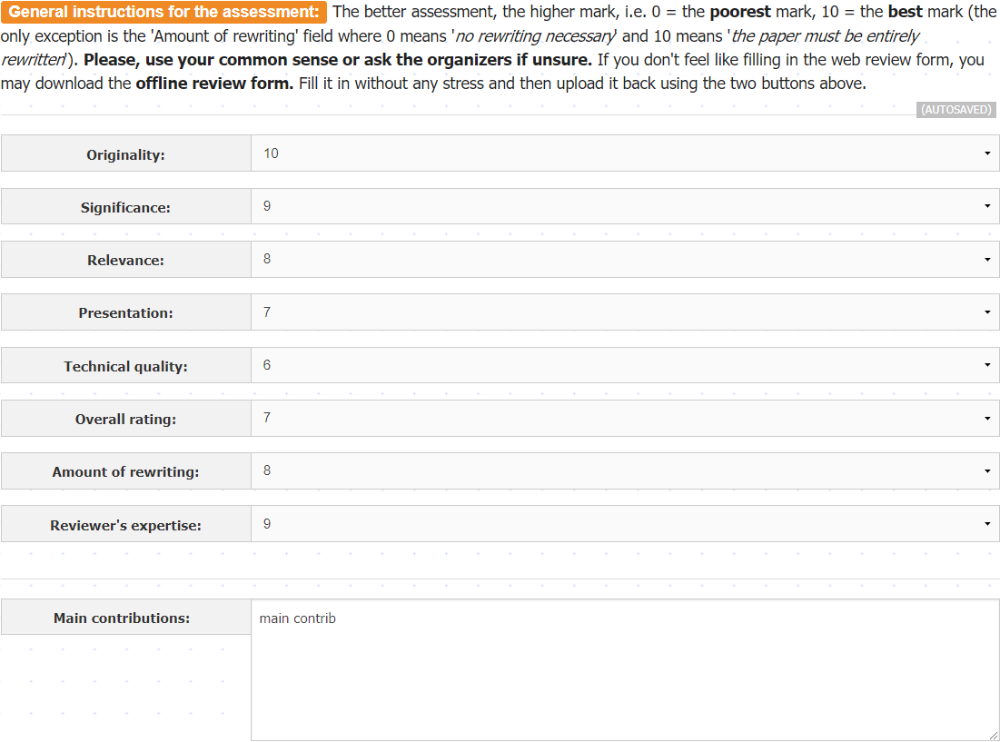 General instructions for the assessment: The better assessment, the higher mark, i.e. 0 = the poorest mark, 10 = the best mark (the
only exception is the 'Amount of rewriting' field where 0 means 'no rewriting necessary' and 10 means 'the paper must be entirely
rewritten'). Please, use your common sense or ask the organizers if unsure. If you don't feel like filling in the web review form, you
may download the offline review form. Fill it in without any stress and then upload it back using the two buttons above.
(AUTOSAVED)
Originality: 10
Significance: 9
Relevance: 8
Presentation: 7
Technical quality: 6
Overall rating: 7
Amount of rewriting: 8
Reviewer's expertise: 9
Main contributions: main contrib